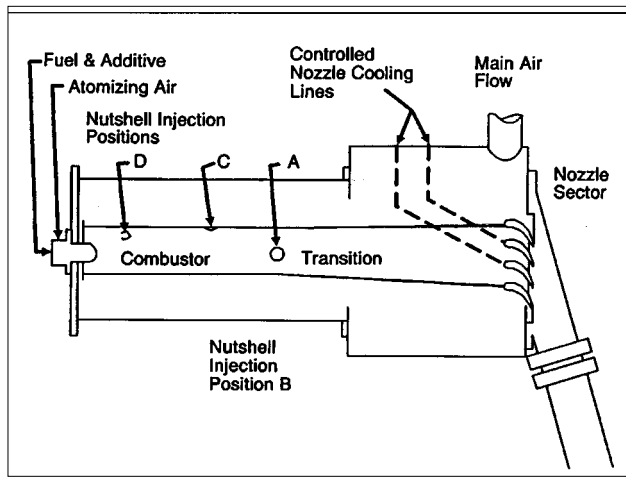 Fuel & Additive
Atomizing Air
Nutshell Injection
Positions
D
C
A
Controlled
Nozzle Cooling
Lines
Main Air
Flow
Nozzle
Sector
Combustor
Transition
Nutshell
Injection
Position B